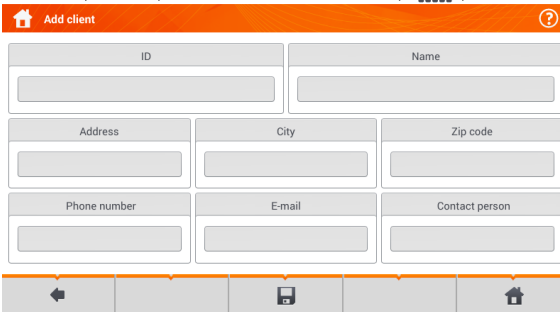 Add client
ID Name
Address City Zip code
Phone number E-mail Contact person